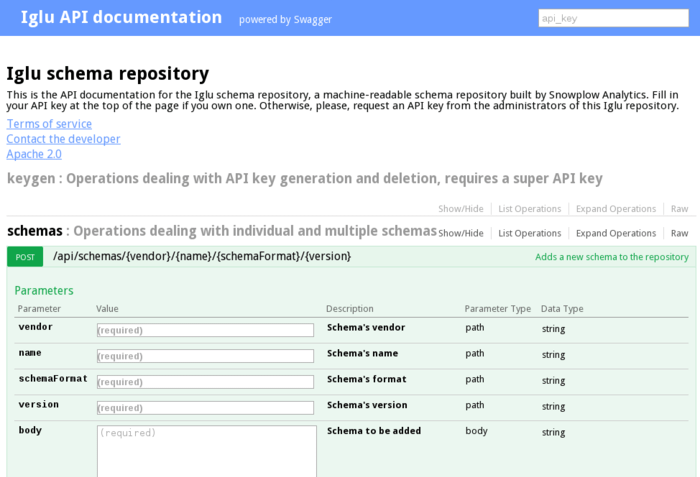 Iglu API documentation powered by Swagger api_key
Iglu schema repository
This is the API documentation for the Iglu schema repository, a machine-readable schema repository built by Snowplow Analytics. Fill in
your API key at the top of the page if you own one. Otherwise, please, request an API key from the administrators of this Iglu repository.
Terms of service
Contact the developer
Apache 2.0
keygen : Operations dealing with API key generation and deletion, requires a super API key
Show/Hide List Operations Expand Operations Raw
schemas : Operations dealing with individual and multiple schemas Show/Hide List Operations Expand Operations Raw
POST /api/schemas/{vendor}/{name}/{schemaFormat}/{version} Adds a new schema to the repository
Parameters
Parameter Value Description Parameter Type Data Type
vendor (required) Schema's vendor path string
name (required) Schema's name path string
schemaFormat (required) Schema's format path string
version (required) Schema's version path string
body (required) Schema to be added body string